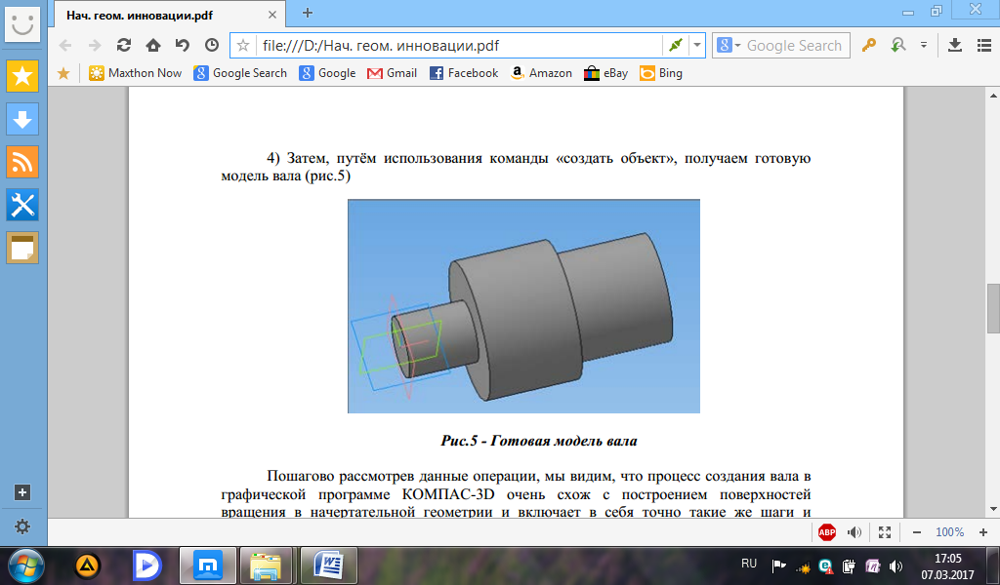 Нач. геом. инновации.pdf
file:///D:/Нач. геом. инновации.pdf
Google Search
Maxthon Now
Google Search
Google
Gmail
Facebook
Amazon
eBay
Bing
4) Затем, путём использования команды «создать объект», получаем готовую
модель вала (рис.5)
Рис.5 - Готовая модель вала
Пошагово рассмотрев данные операции, мы видим, что процесс создания вала в
графической программе КОМПАС-3D очень схож с построением поверхностей
вращения в начертательной геометрии и включает в себя точно такие же шаги и
ABP
100%
RU
17:05
07.03.2017